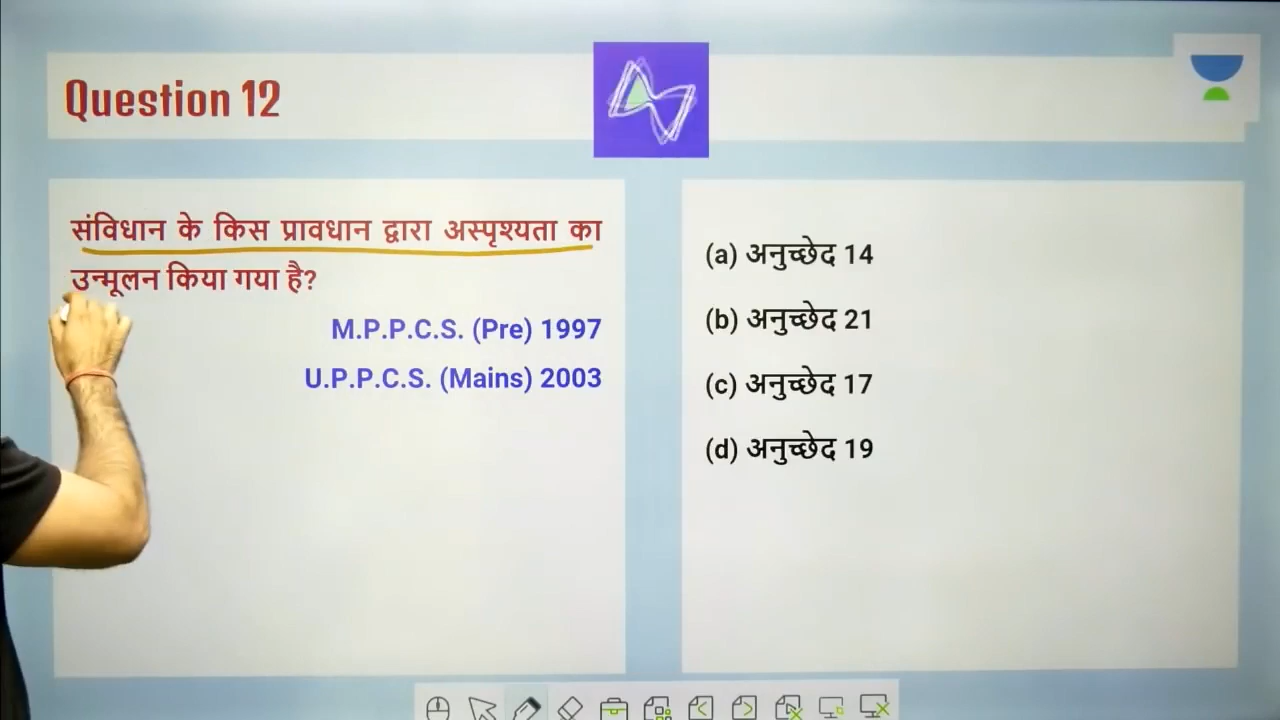 Question 12
संविधान के किस प्रावधान द्वारा अस्पृश्यता का
उन्मूलन किया गया है?
M.P.P.C.S. (Pre) 1997
U.P.P.C.S. (Mains) 2003
(a) अनुच्छेद 14
(b) अनुच्छेद 21
(c) अनुच्छेद 17
(d) अनुच्छेद 19